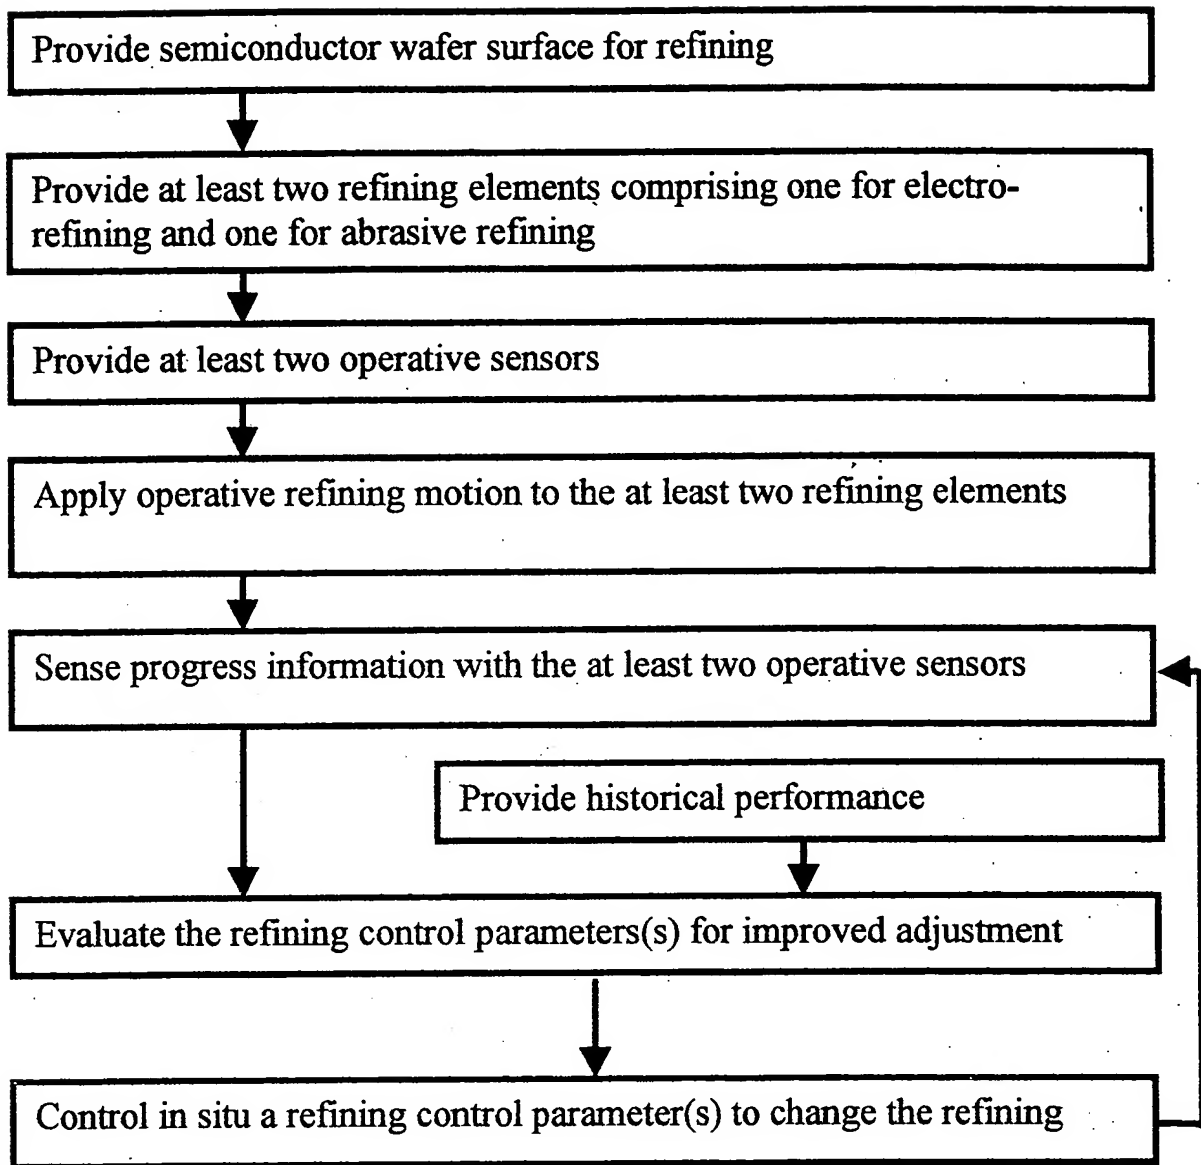 Provide semiconductor wafer surface for refining
Provide at least two refining elements comprising one for electro-
refining and one for abrasive refining
Provide at least two operative sensors
Apply operative refining motion to the at least two refining elements
Sense progress information with the at least two operative sensors
Provide historical performance
Evaluate the refining control parameters(s) for improved adjustment
Control in situ a refining control parameter(s) to change the refining